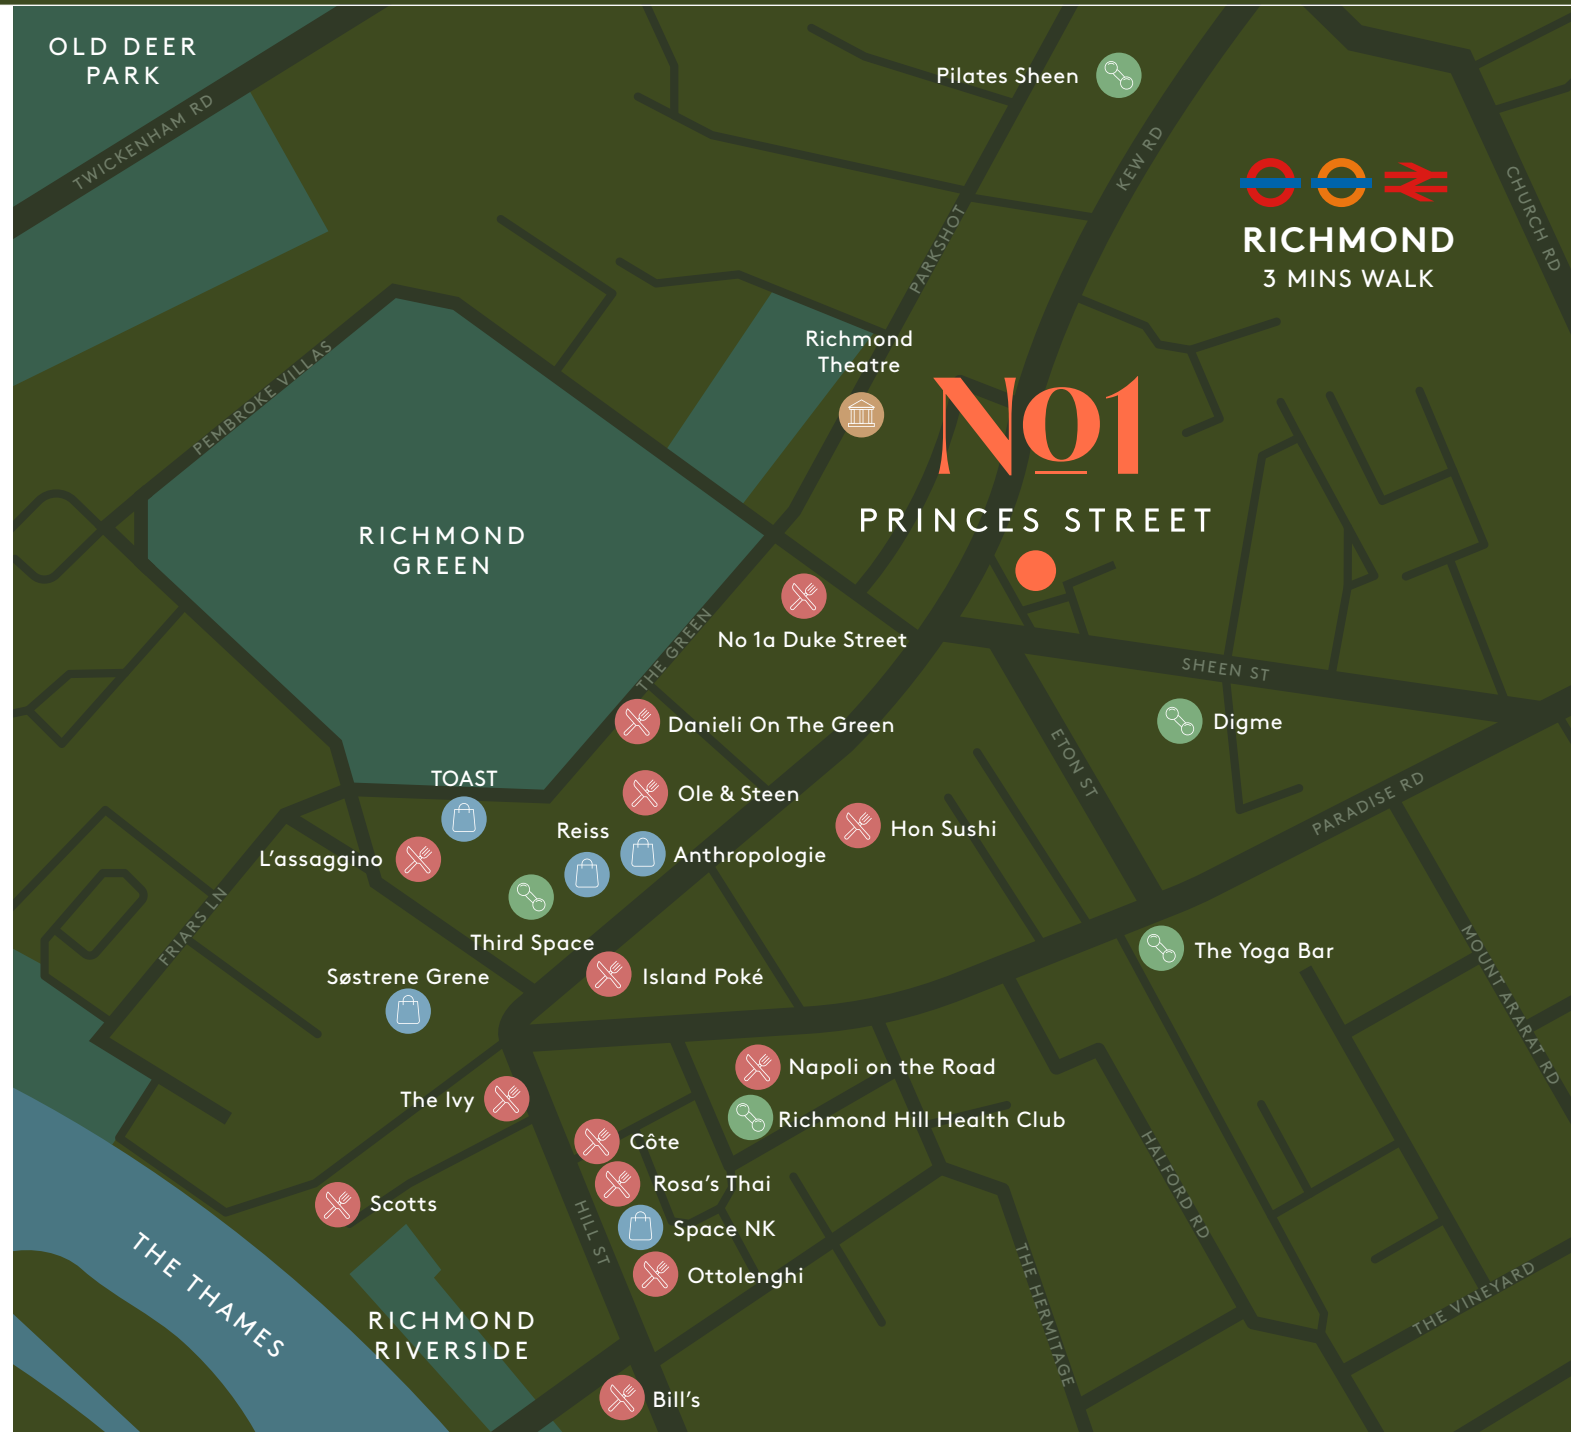 OLD DEER
PARK
TWICKENHAM RD
Pilates Sheen
KEW RD
CHURCH RD
RICHMOND
3 MINS WALK
PARKSHOT
PEMBROKE VILLAS
Richmond
Theatre
No1
PRINCES STREET
RICHMOND
GREEN
THE GREEN
No 1a Duke Street
SHEEN ST
Danieli On The Green
Digme
ETON ST
TOAST
Ole & Steen
PARADISE RD
Reiss
Hon Sushi
L'assaggino
Anthropologie
FRIARS LN
Third Space
The Yoga Bar
MOUNT ARARAT RD
Søstrene Grene
Island Poké
Napoli on the Road
The Ivy
Richmond Hill Health Club
Côte
HALFORD RD
Rosa's Thai
Scotts
HILL ST
Space NK
THE THAMES
Ottolenghi
THE HERMITAGE
THE VINEYARD
RICHMOND
RIVERSIDE
Bill's